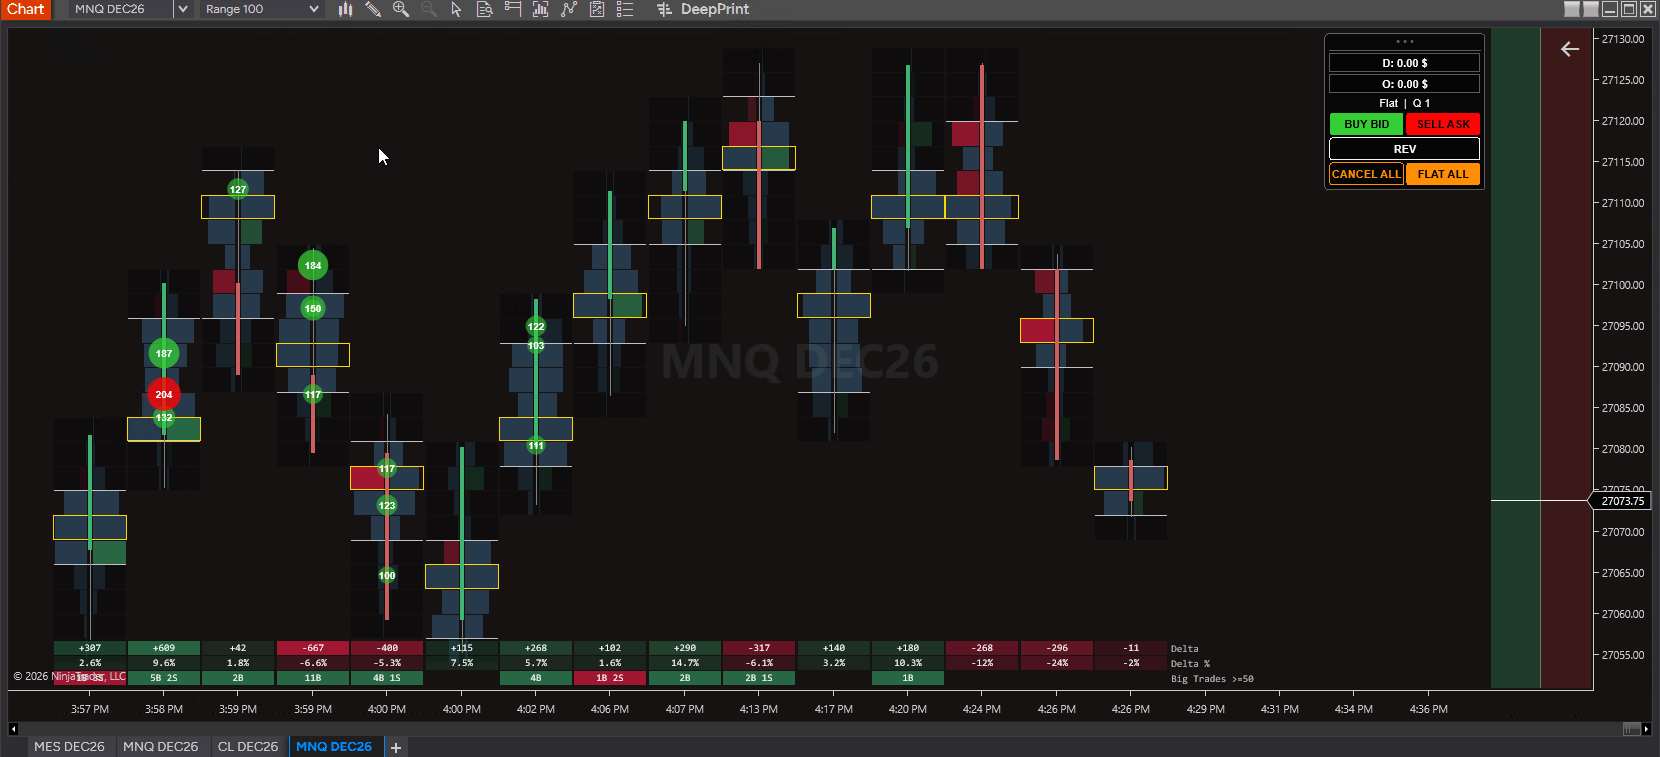 Chart MNQ DEC26 Range 100 DeepPrint
D: 0.00 $
O: 0.00 $
Flat | Q 1
BUY BID SELL ASK
REV
CANCEL ALL FLAT ALL
27130.00
27125.00
27120.00
27115.00
27110.00
27105.00
27100.00
27095.00
27090.00
27085.00
27080.00
27075.00
27073.75
27070.00
27065.00
27060.00
27055.00
MNQ DEC26
187
204
132
127
184
150
117
117
123
100
122
103
111
+307 +609 +42 -667 -400 +115 +268 +102 +290 -317 +140 +180 -268 -296 -11 Delta
2.6% 9.6% 1.8% -6.6% -5.3% 7.5% 5.7% 1.6% 14.7% -6.1% 3.2% 10.3% -12% -24% -2% Delta %
5B 2S 2B 11B 4B 1S 4B 1B 2S 2B 2B 1S 1B Big Trades >=50
© 2026 NinjaTrader, LLC
3:57 PM 3:58 PM 3:59 PM 3:59 PM 4:00 PM 4:00 PM 4:02 PM 4:06 PM 4:07 PM 4:13 PM 4:17 PM 4:20 PM 4:24 PM 4:26 PM 4:26 PM 4:29 PM 4:31 PM 4:34 PM 4:36 PM
MES DEC26 MNQ DEC26 CL DEC26 MNQ DEC26 +